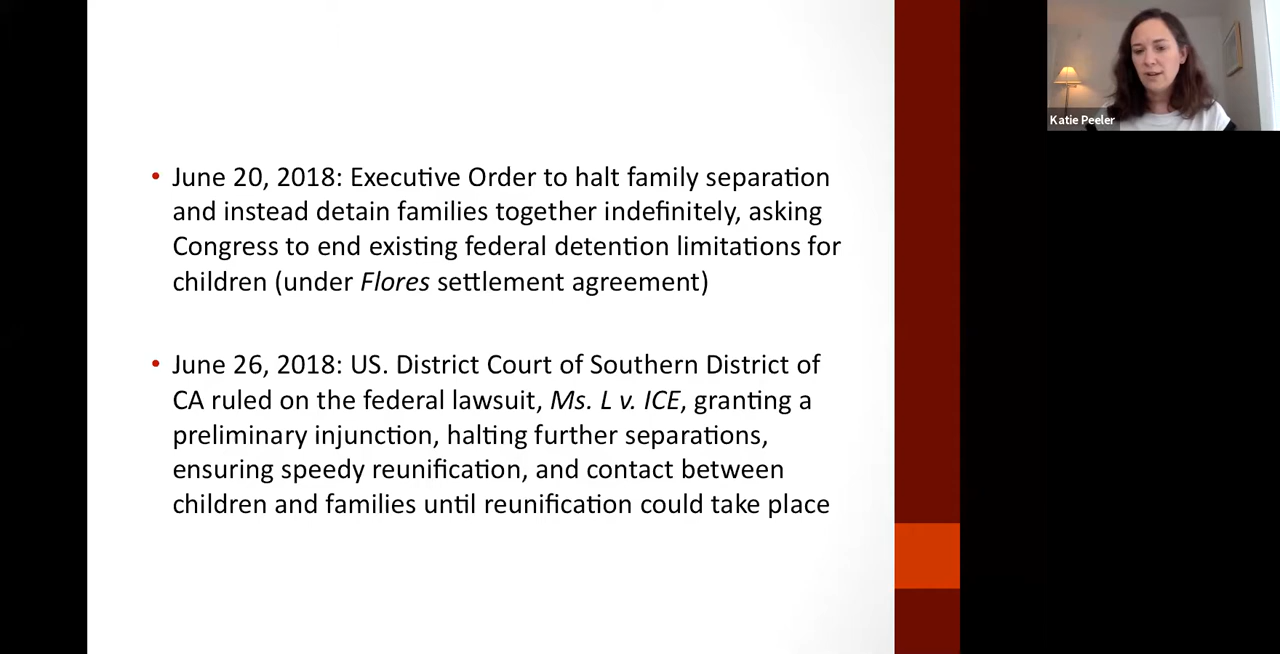 • June 20, 2018: Executive Order to halt family separation
and instead detain families together indefinitely, asking
Congress to end existing federal detention limitations for
children (under Flores settlement agreement)
• June 26, 2018: US. District Court of Southern District of
CA ruled on the federal lawsuit, Ms. L v. ICE, granting a
preliminary injunction, halting further separations,
ensuring speedy reunification, and contact between
children and families until reunification could take place
Katie Peeler